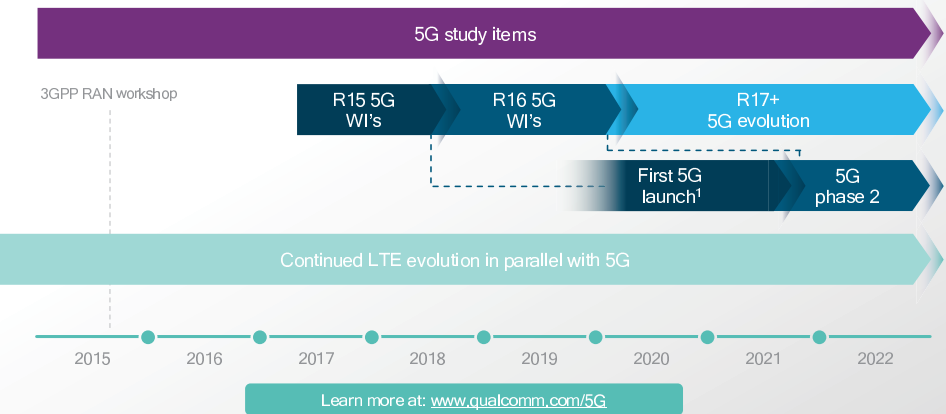 5G study items
3GPP RAN workshop
R15 5G
WI's
R16 5G
WI's
R17+
5G evolution
First 5G
launch¹
5G
phase 2
Continued LTE evolution in parallel with 5G
2015
2016
2017
2018
2019
2020
2021
2022
Learn more at: www.qualcomm.com/5G